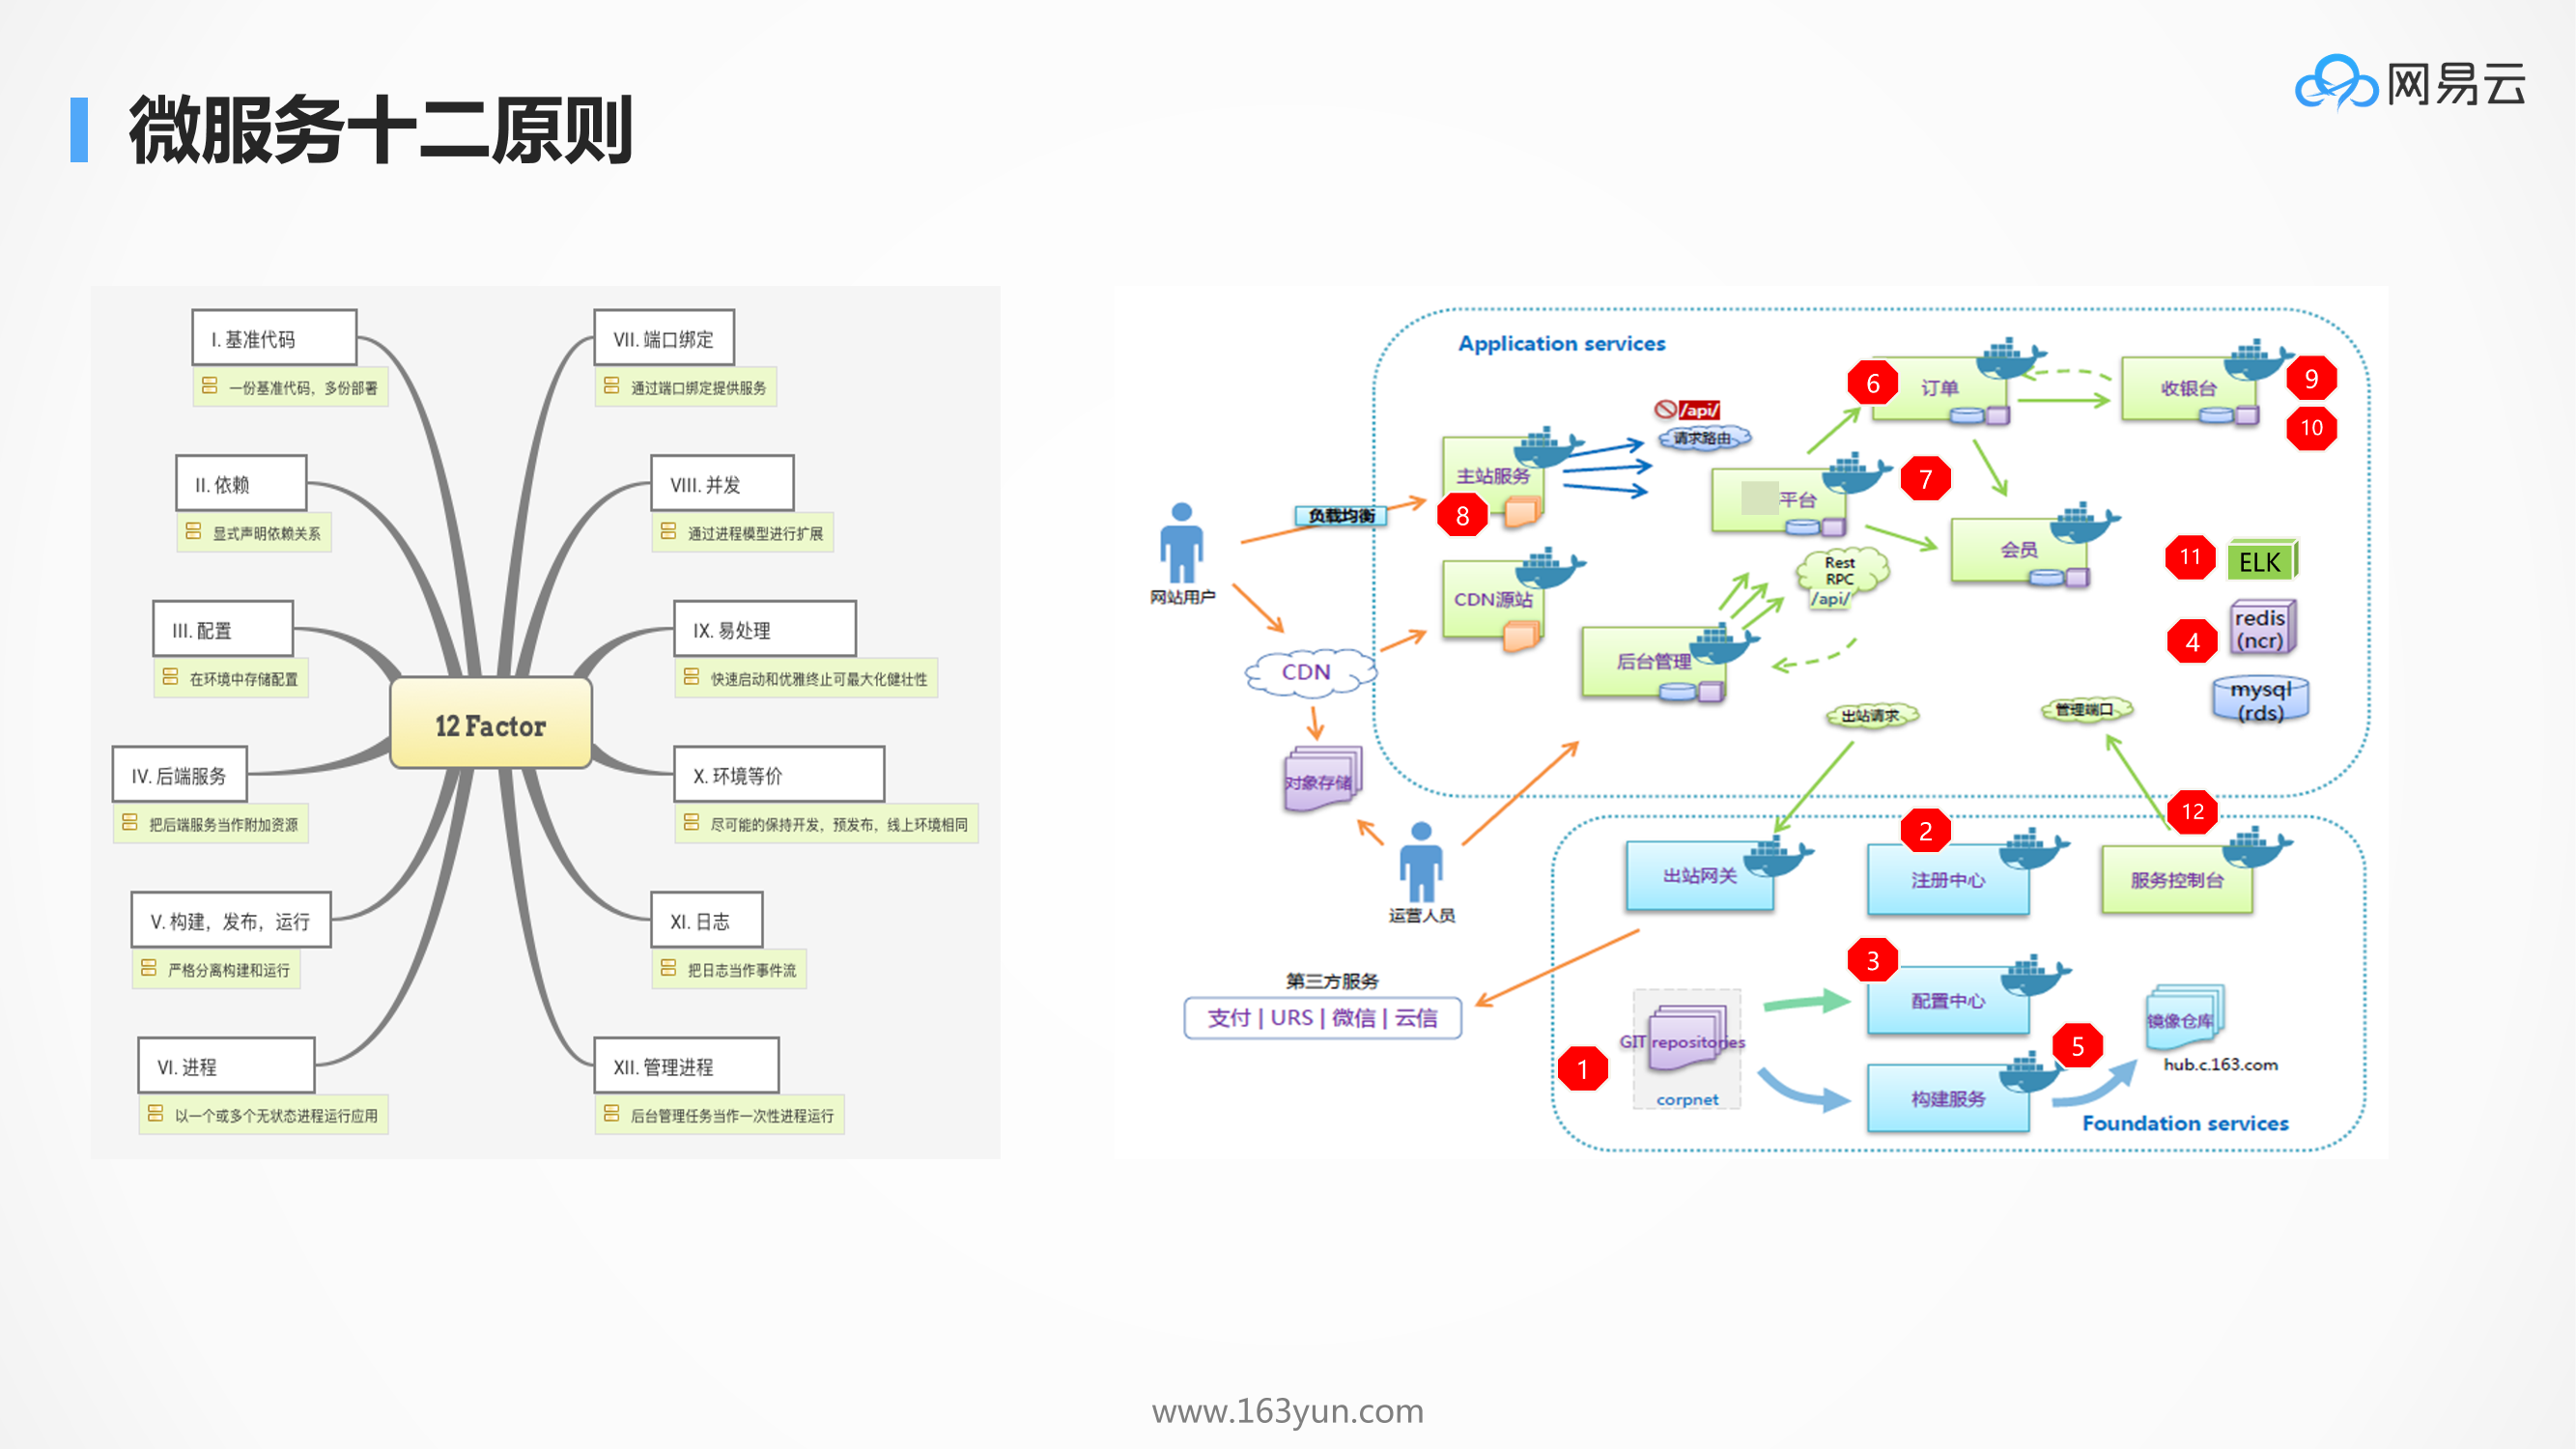 微服务十二原则
网易云
I. 基准代码
一份基准代码，多份部署
II. 依赖
显式声明依赖关系
III. 配置
在环境中存储配置
IV. 后端服务
把后端服务当作附加资源
V. 构建，发布，运行
严格分离构建和运行
VI. 进程
以一个或多个无状态进程运行应用
12 Factor
VII. 端口绑定
通过端口绑定提供服务
VIII. 并发
通过进程模型进行扩展
IX. 易处理
快速启动和优雅终止可最大化健壮性
X. 环境等价
尽可能的保持开发，预发布，线上环境相同
XI. 日志
把日志当作事件流
XII. 管理进程
后台管理任务当作一次性进程运行
Application services
6
订单
收银台
9
10
/api/
请求路由
主站服务
8
平台
7
负载均衡
网站用户
会员
11
ELK
Rest
RPC
/api/
CDN源站
redis
(ncr)
4
后台管理
CDN
mysql
(rds)
出站请求
管理端口
对象存储
运营人员
12
2
出站网关
注册中心
服务控制台
第三方服务
支付 | URS | 微信 | 云信
3
配置中心
GIT repositories
镜像仓库
1
5
hub.c.163.com
corpnet
构建服务
Foundation services
www.163yun.com